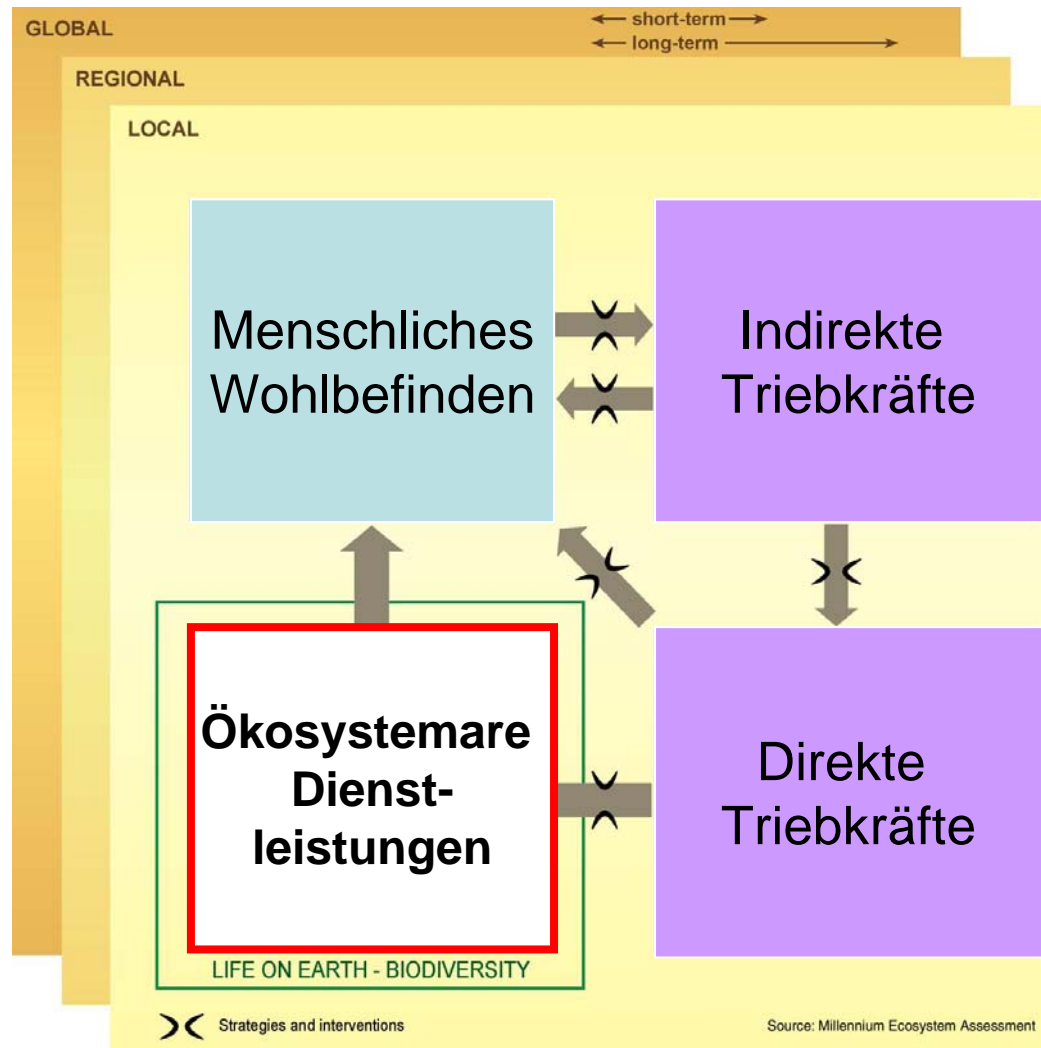 GLOBAL
short-term
long-term
REGIONAL
LOCAL
Menschliches
Wohlbefinden
Indirekte
Triebkräfte
Ökosystemare
Dienst-
leistungen
Direkte
Triebkräfte
LIFE ON EARTH - BIODIVERSITY
Strategies and interventions
Source: Millennium Ecosystem Assessment